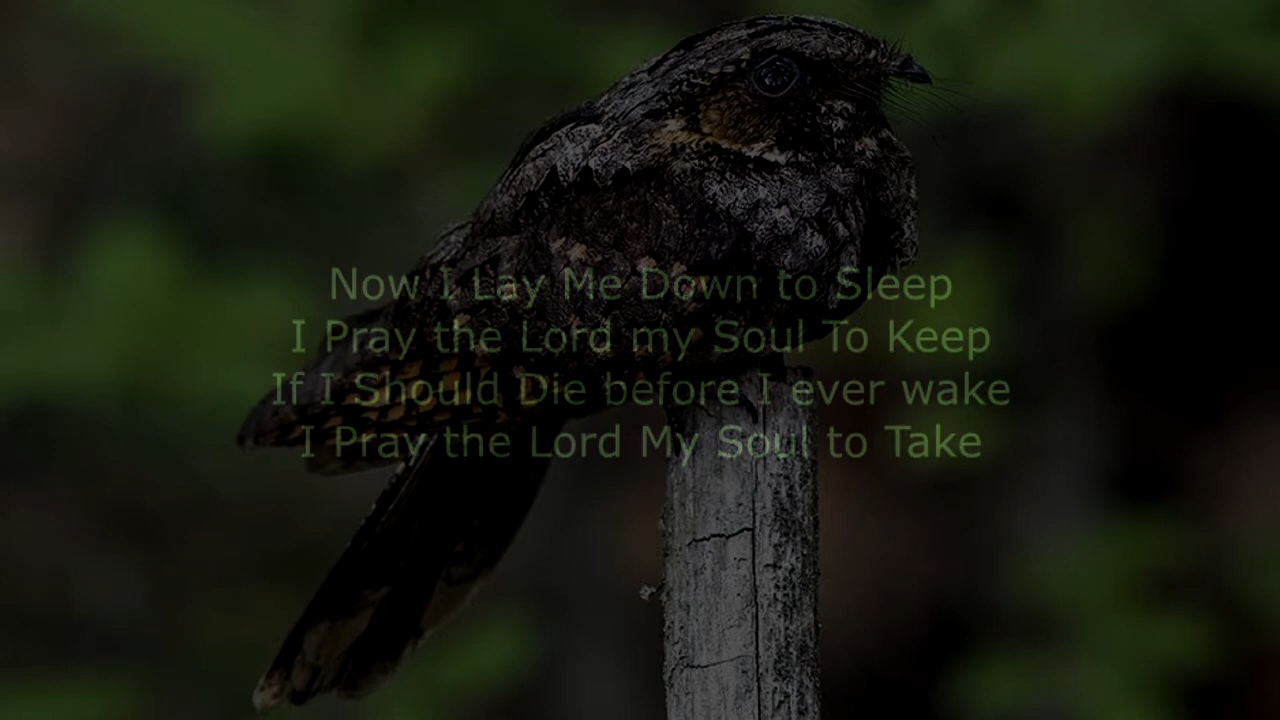 Now I Lay Me Down to Sleep
I Pray the Lord my Soul To Keep
If I Should Die before I ever wake
I Pray the Lord My Soul to Take